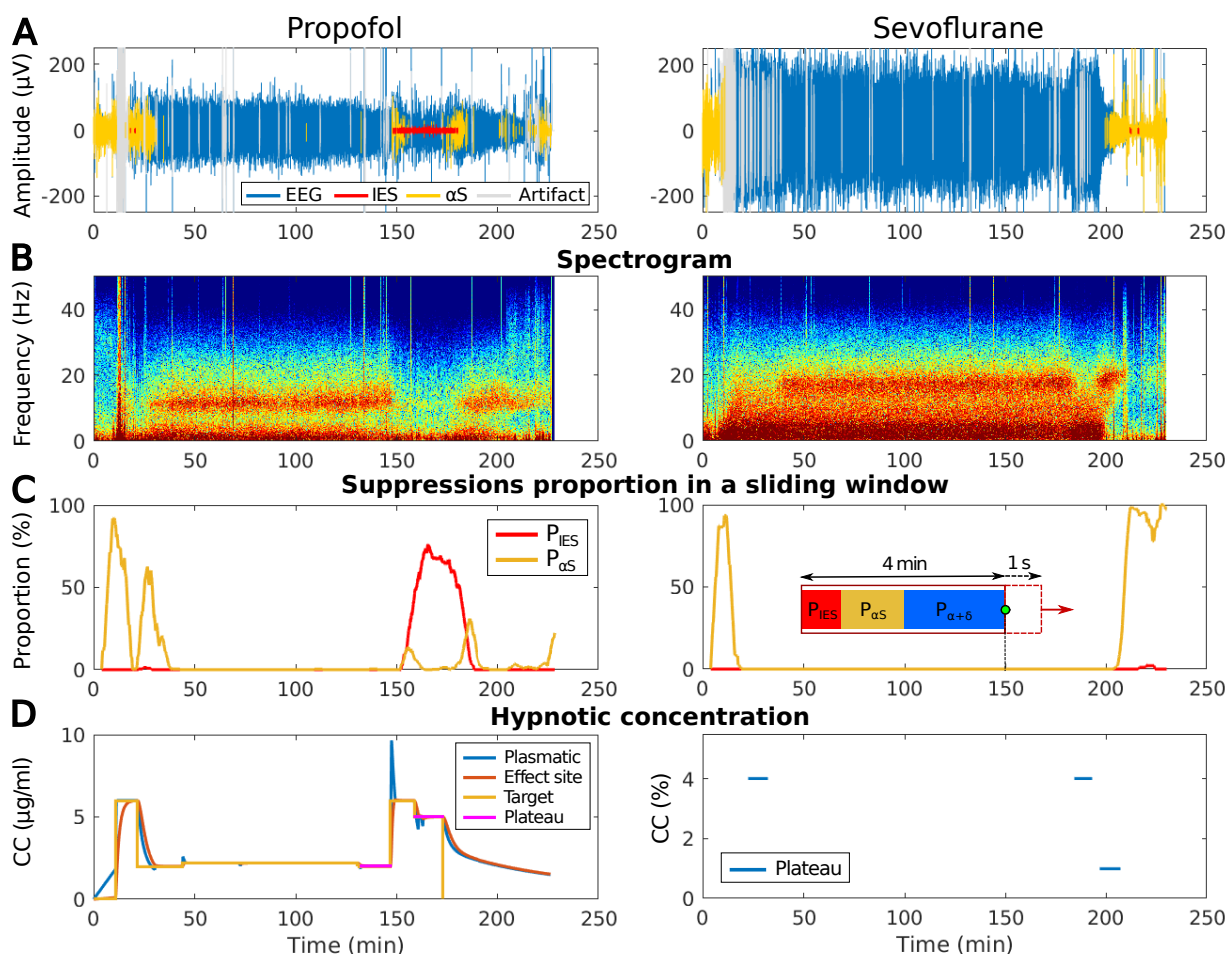 Propofol Sevoflurane
A
Amplitude (µV)
200
0
-200
EEG IES αS Artifact
0 50 100 150 200 250
200
0
-200
0 50 100 150 200 250
B
Spectrogram
Frequency (Hz)
40
20
0
0 50 100 150 200 250
40
20
0
0 50 100 150 200 250
C
Suppressions proportion in a sliding window
Proportion (%)
100
50
0
P_IES
P_αS
0 50 100 150 200 250
100
50
0
4 min 1 s
P_IES P_αS P_α+δ
0 50 100 150 200 250
D
Hypnotic concentration
CC (µg/ml)
10
5
0
Plasmatic
Effect site
Target
Plateau
0 50 100 150 200 250
Time (min)
CC (%)
4
2
0
Plateau
0 50 100 150 200 250
Time (min)